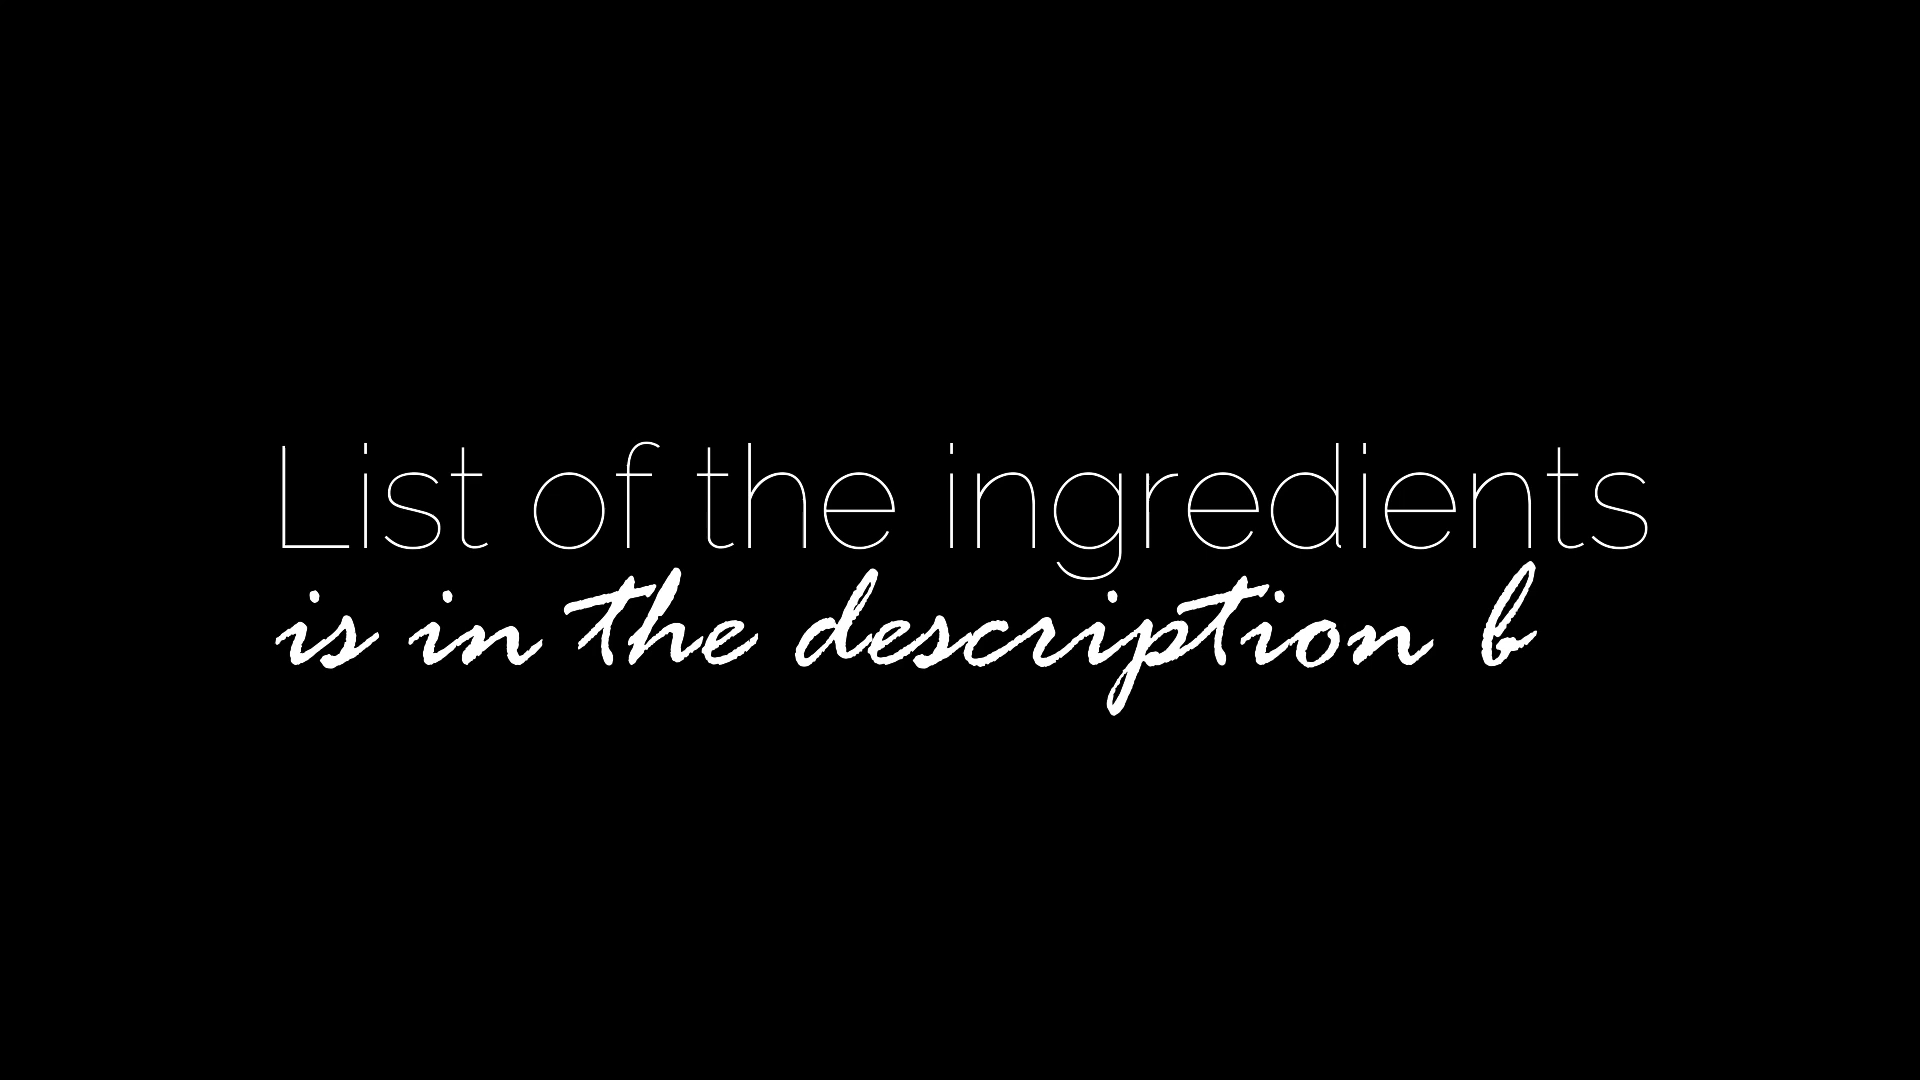 List of the ingredients
is in the description b